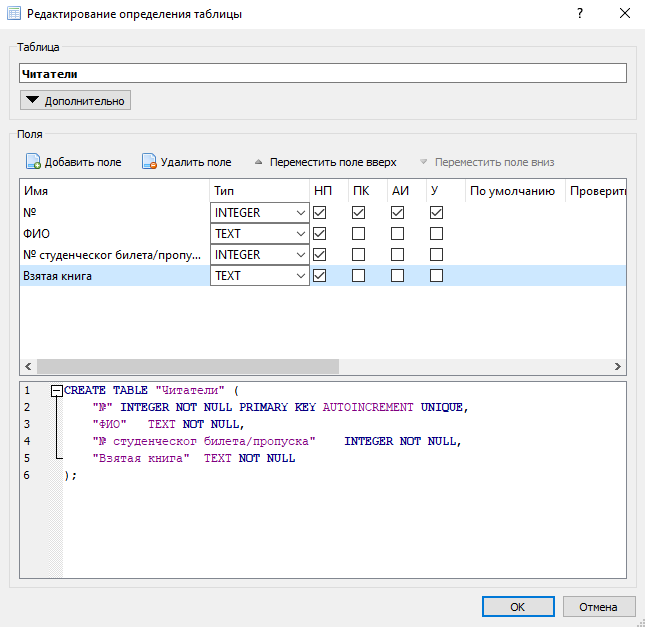 Редактирование определения таблицы
?
Таблица
Читатели
Дополнительно
Поля
Добавить поле Удалить поле Переместить поле вверх Переместить поле вниз
Имя Тип НП ПК АИ У По умолчанию Проверить
№ INTEGER
ФИО TEXT
№ студенческог билета/пропу... INTEGER
Взятая книга TEXT
1 CREATE TABLE "Читатели" (
2 "№" INTEGER NOT NULL PRIMARY KEY AUTOINCREMENT UNIQUE,
3 "ФИО" TEXT NOT NULL,
4 "№ студенческог билета/пропуска" INTEGER NOT NULL,
5 "Взятая книга" TEXT NOT NULL
6 );
OK Отмена